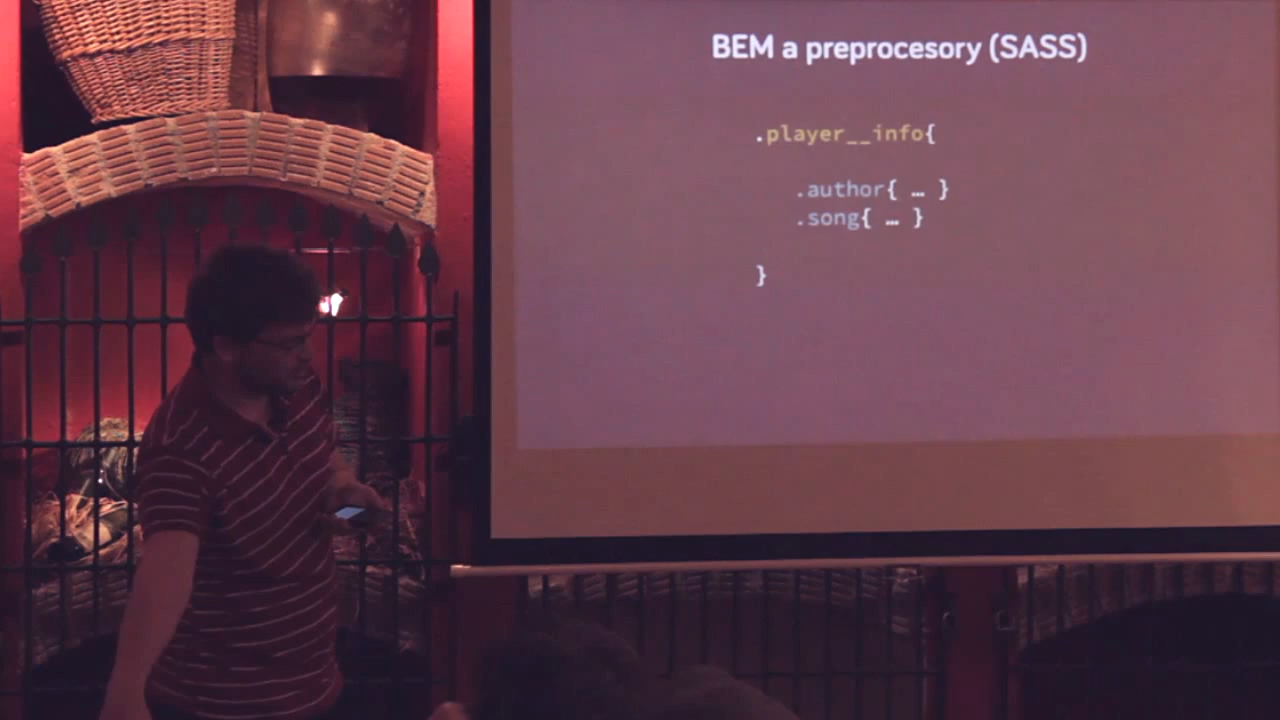 BEM a preprocesory (SASS)
.player__info{
.author{ … }
.song{ … }
}